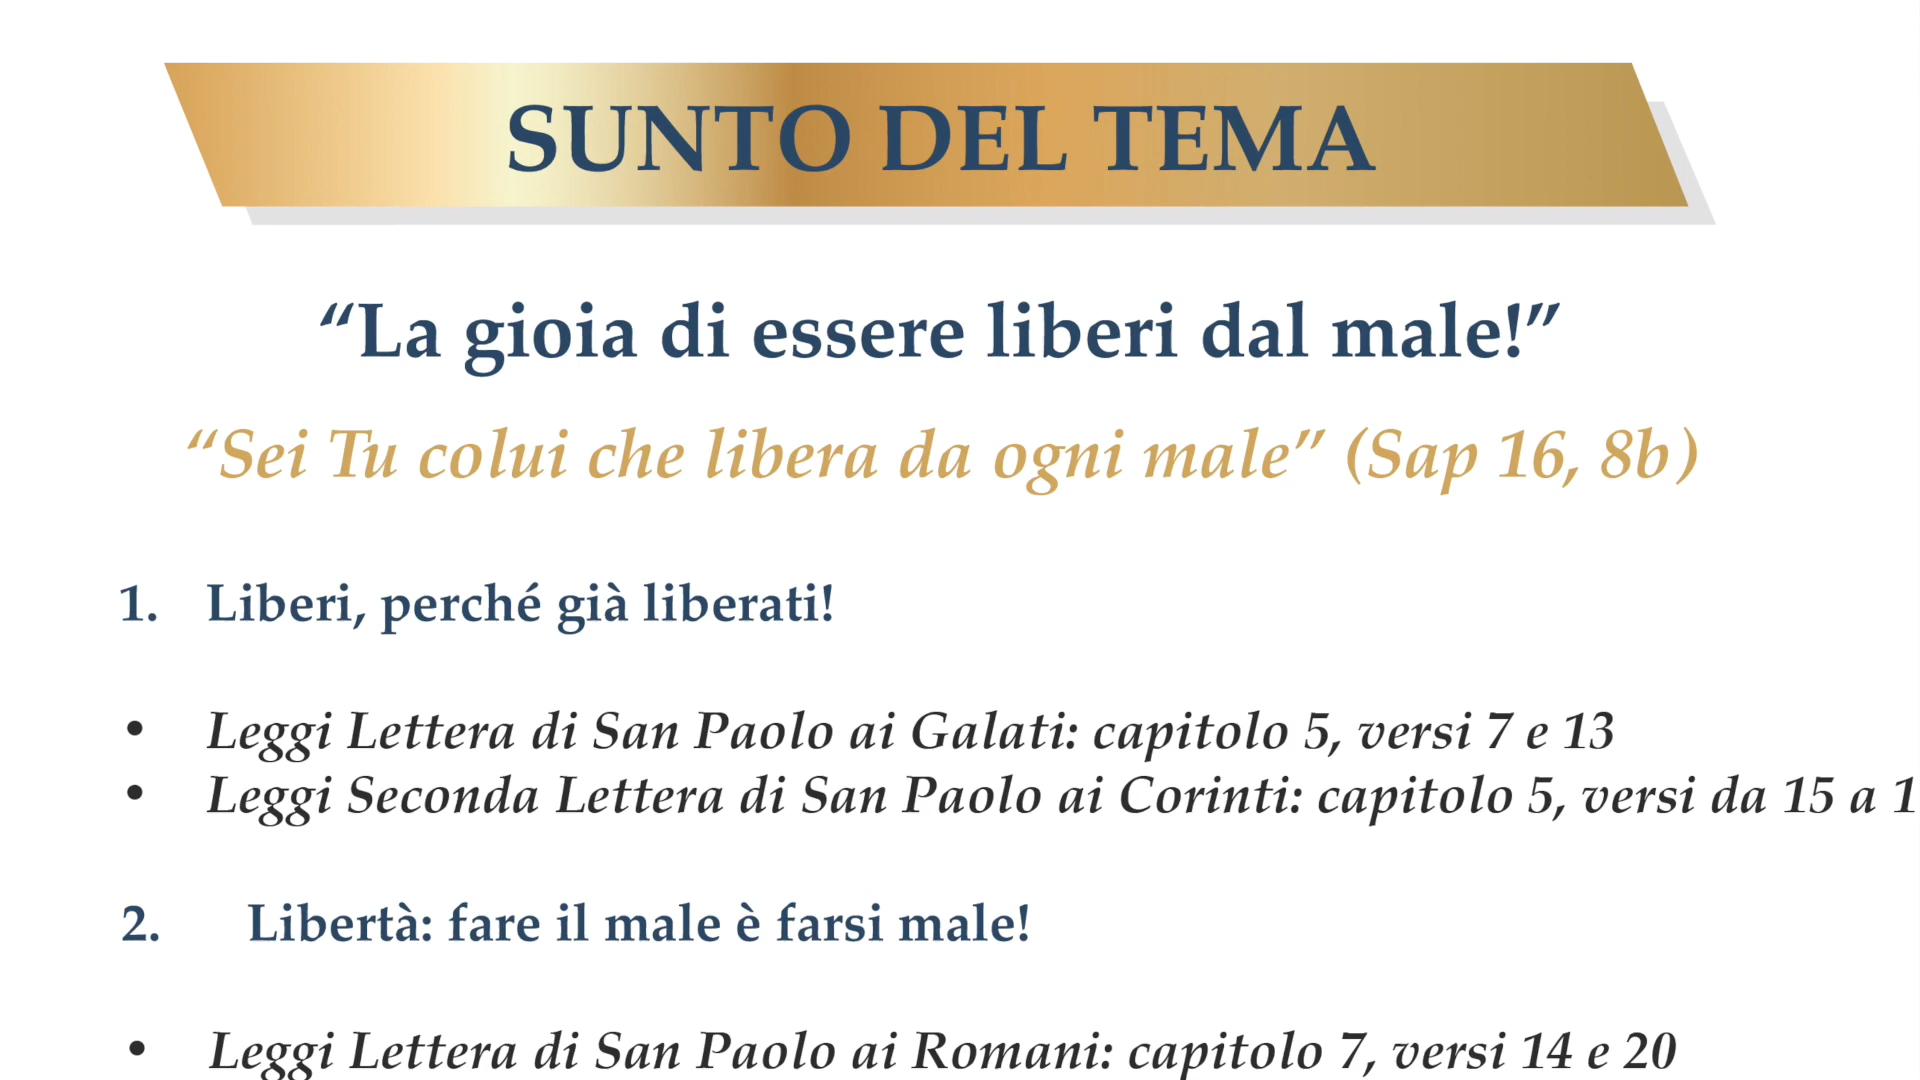 SUNTO DEL TEMA
“La gioia di essere liberi dal male!”
“Sei Tu colui che libera da ogni male” (Sap 16, 8b)
1. Liberi, perché già liberati!
• Leggi Lettera di San Paolo ai Galati: capitolo 5, versi 7 e 13
• Leggi Seconda Lettera di San Paolo ai Corinti: capitolo 5, versi da 15 a
2. Libertà: fare il male è farsi male!
• Leggi Lettera di San Paolo ai Romani: capitolo 7, versi 14 e 20